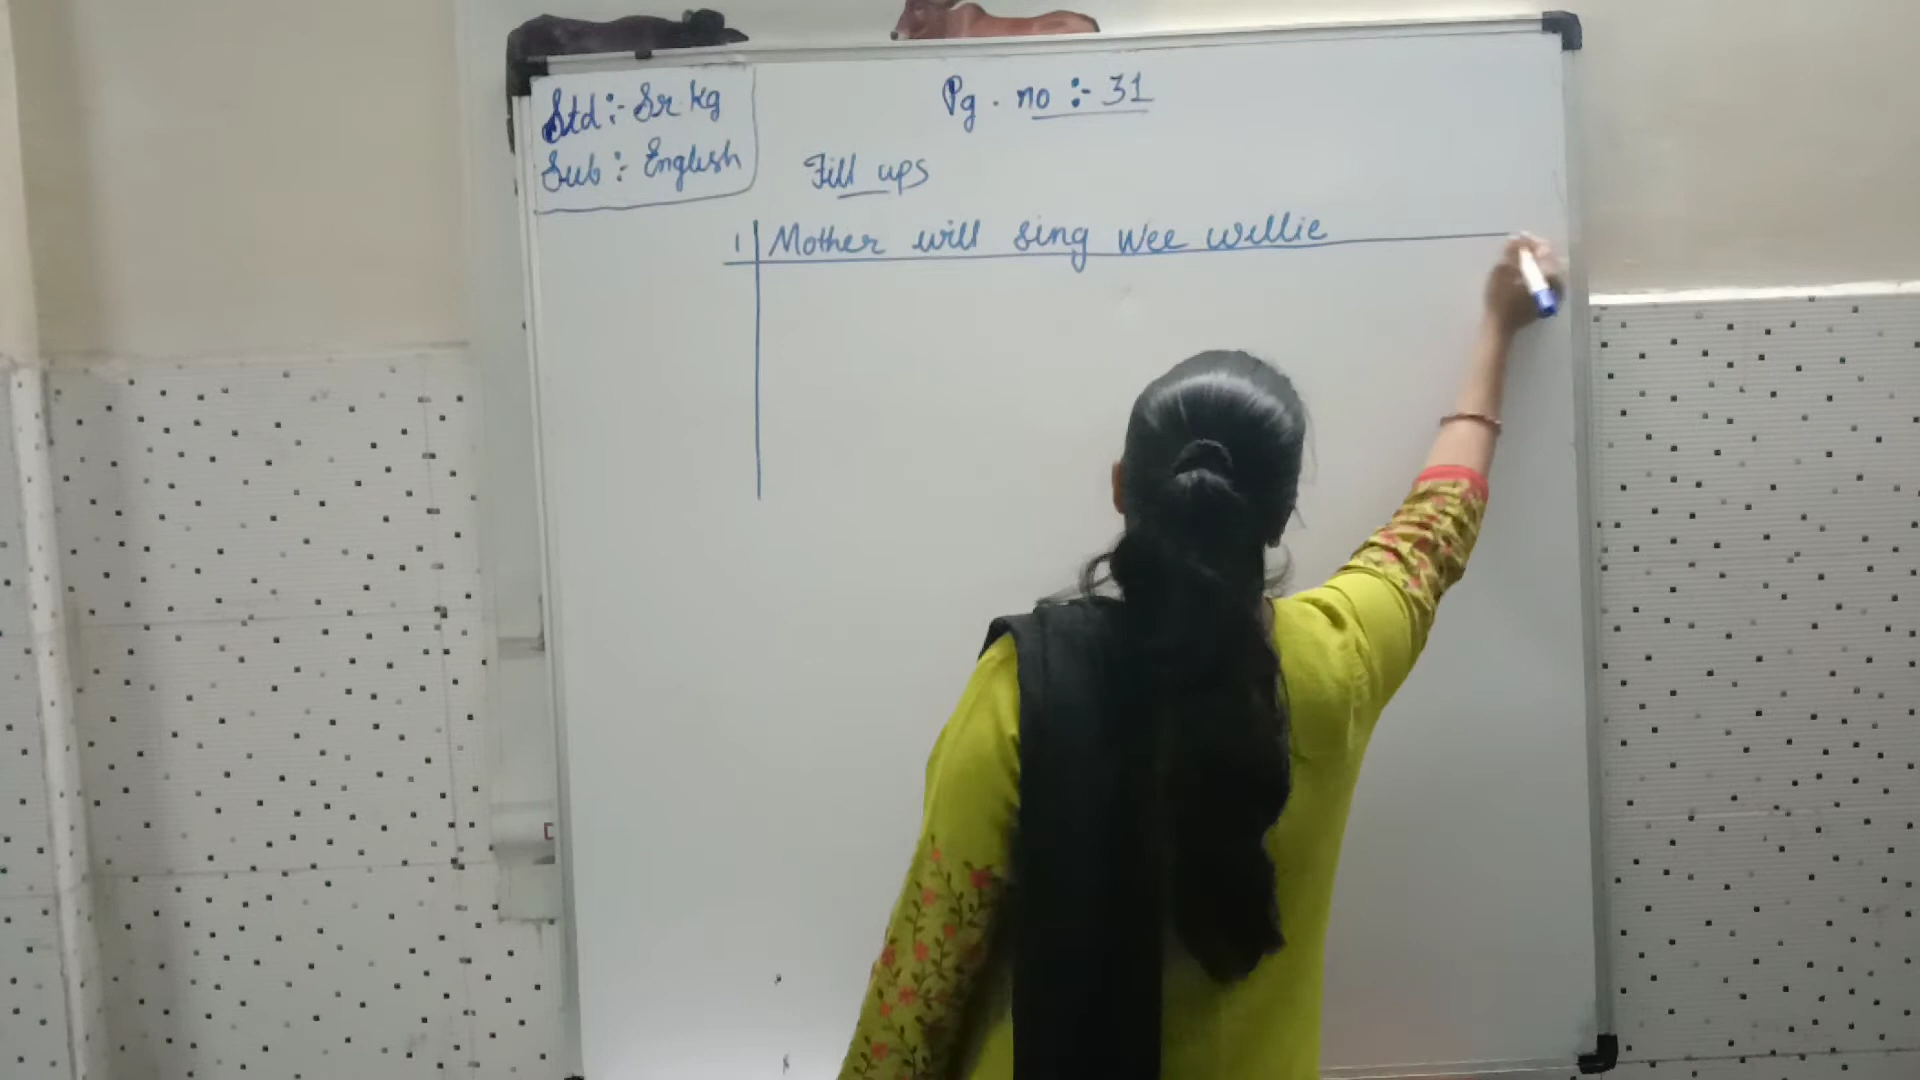 Std:- Sr. Kg
Sub:- English
Pg. no :- 31
Fill ups
1 Mother will sing wee willie